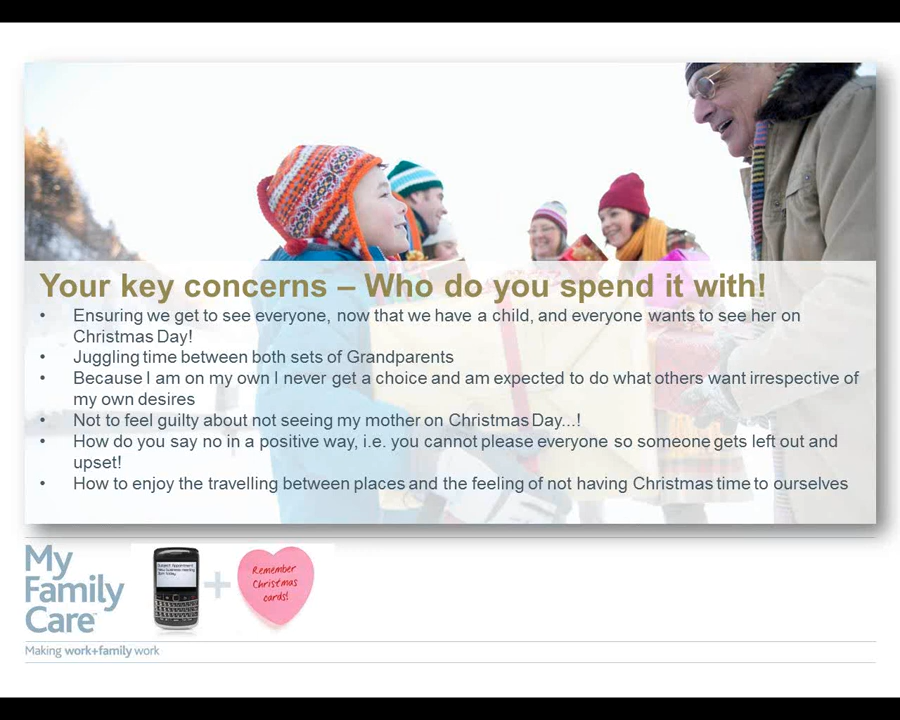 Your key concerns – Who do you spend it with!
• Ensuring we get to see everyone, now that we have a child, and everyone wants to see her on
Christmas Day!
• Juggling time between both sets of Grandparents
• Because I am on my own I never get a choice and am expected to do what others want irrespective of
my own desires
• Not to feel guilty about not seeing my mother on Christmas Day...!
• How do you say no in a positive way, i.e. you cannot please everyone so someone gets left out and
upset!
• How to enjoy the travelling between places and the feeling of not having Christmas time to ourselves
My
Family
Care™
+
Remember
Christmas
cards!
Making work+family work